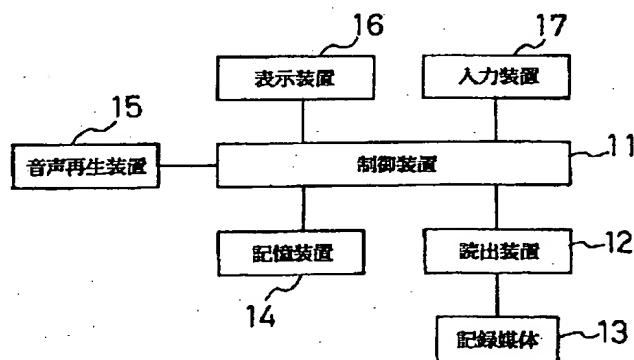 16
17
表示装置
入力装置
15
音声再生装置
制御装置
11
記憶装置
読出装置
12
14
記録媒体
13